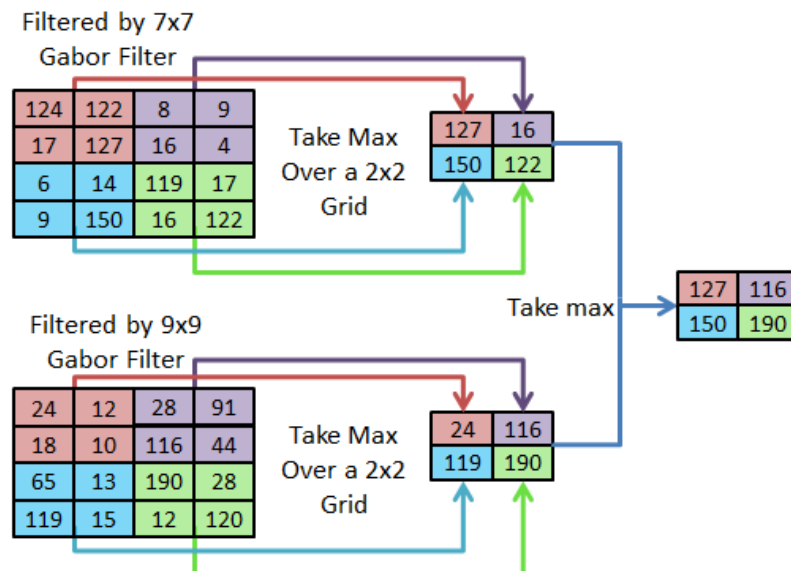 Filtered by 7x7
Gabor Filter
124 122 8 9
17 127 16 4
6 14 119 17
9 150 16 122
Take Max
Over a 2x2
Grid
127 16
150 122
Take max
127 116
150 190
Filtered by 9x9
Gabor Filter
24 12 28 91
18 10 116 44
65 13 190 28
119 15 12 120
Take Max
Over a 2x2
Grid
24 116
119 190